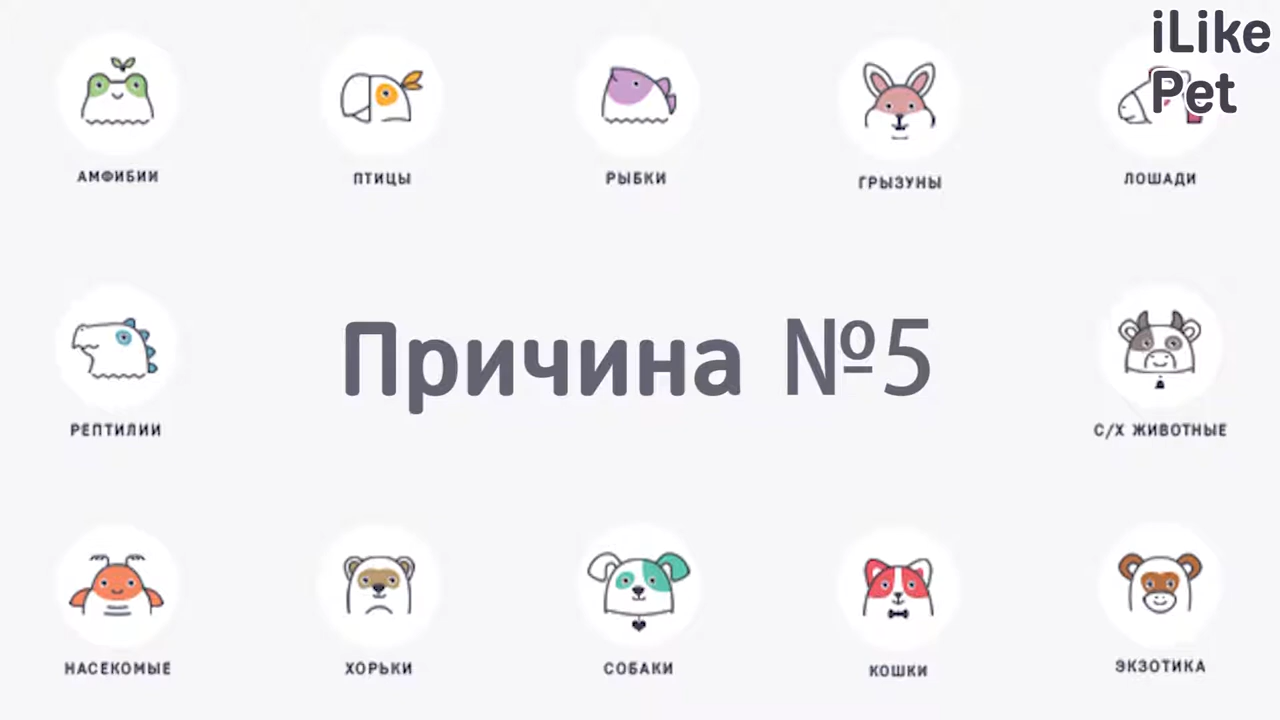 iLike
Pet
АМФИБИИ
ПТИЦЫ
РЫБКИ
ГРЫЗУНЫ
ЛОШАДИ
РЕПТИЛИИ
Причина №5
С/Х ЖИВОТНЫЕ
НАСЕКОМЫЕ
ХОРЬКИ
СОБАКИ
КОШКИ
ЭКЗОТИКА